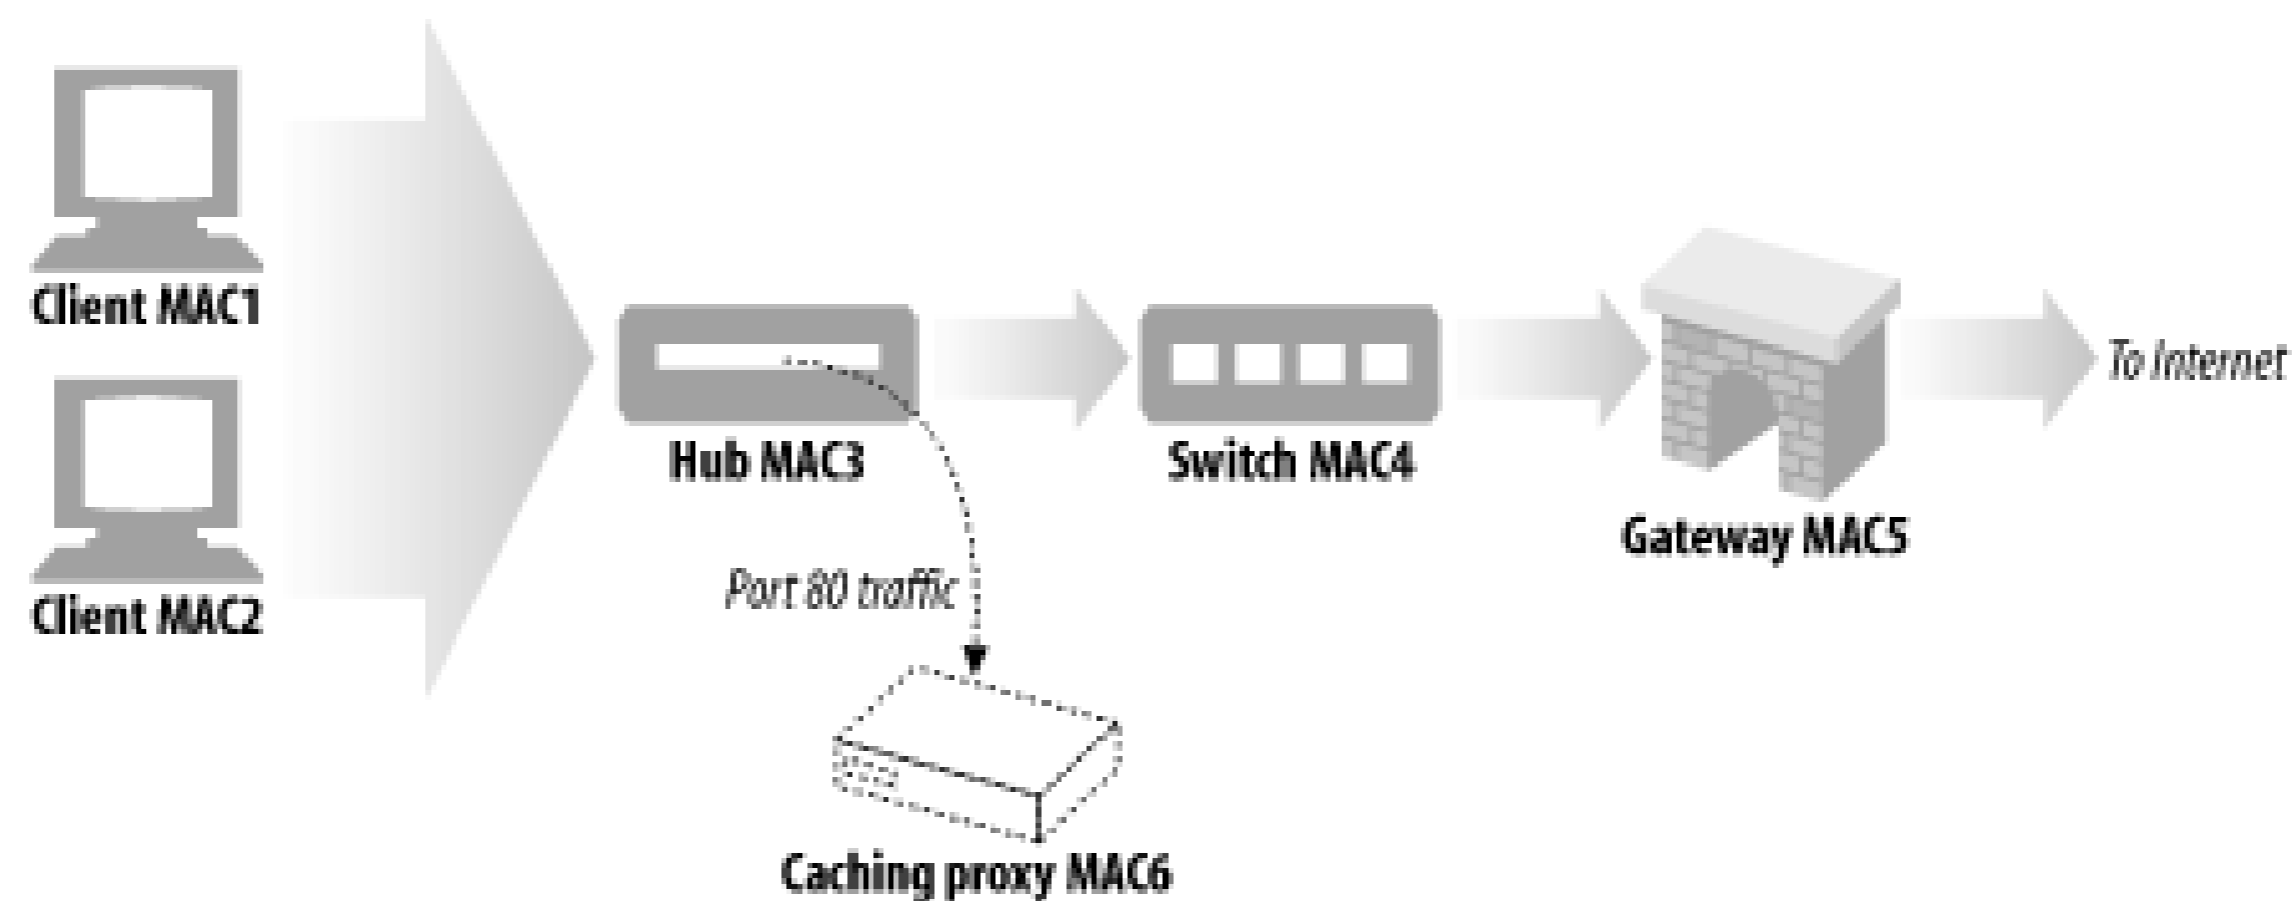 Client MAC1
Client MAC2
Hub MAC3
Switch MAC4
Gateway MAC5
To Internet
Port 80 traffic
Caching proxy MAC6